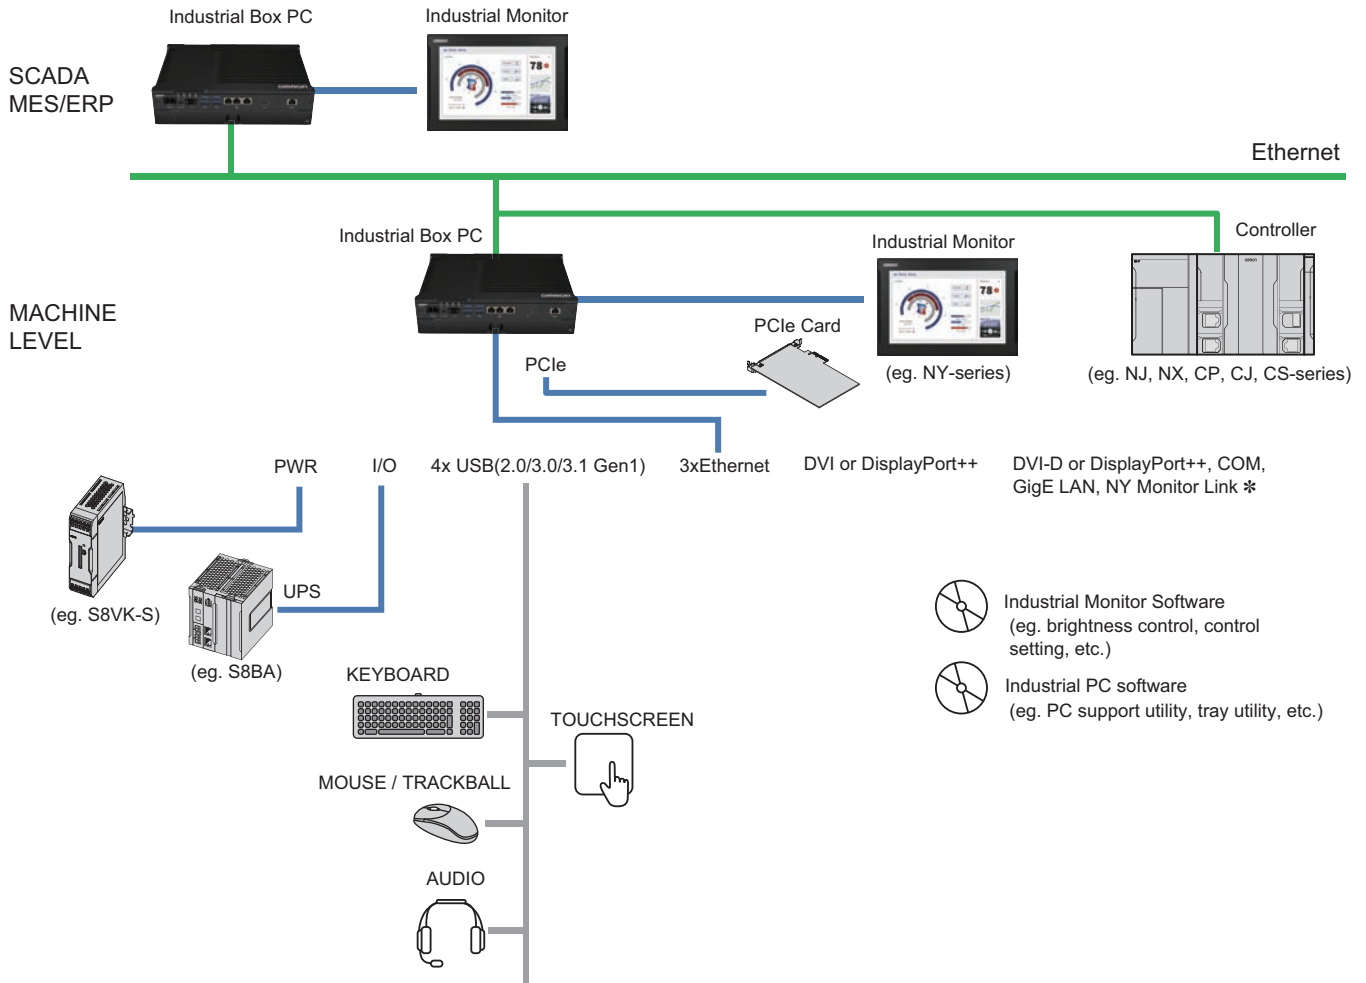 Industrial Box PC
Industrial Monitor
SCADA
MES/ERP
Ethernet
Industrial Box PC
Industrial Monitor
Controller
MACHINE
LEVEL
PCIe Card
PCIe
(eg. NY-series)
(eg. NJ, NX, CP, CJ, CS-series)
PWR
I/O
4x USB(2.0/3.0/3.1 Gen1)
3xEthernet
DVI or DisplayPort++
DVI-D or DisplayPort++, COM,
GigE LAN, NY Monitor Link ✻
UPS
(eg. S8VK-S)
(eg. S8BA)
Industrial Monitor Software
(eg. brightness control, control
setting, etc.)
Industrial PC software
(eg. PC support utility, tray utility, etc.)
KEYBOARD
TOUCHSCREEN
MOUSE / TRACKBALL
AUDIO
78
78
OMRON